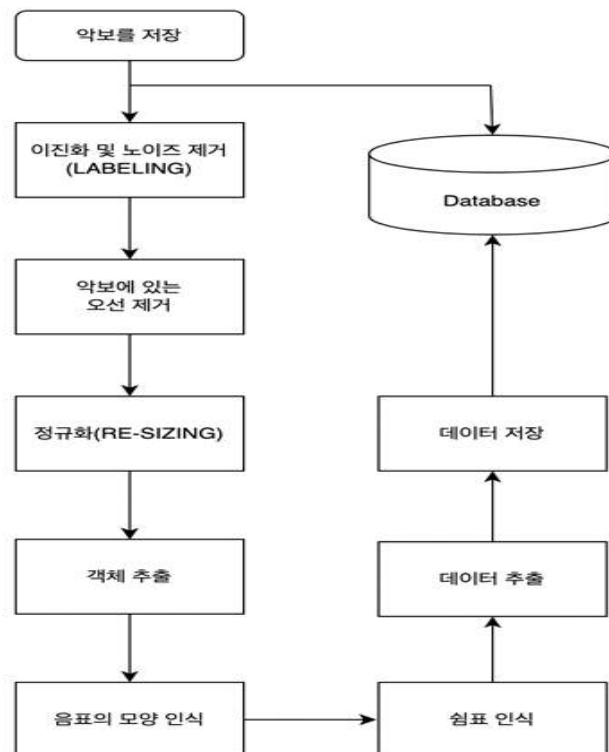 악보를 저장
이진화 및 노이즈 제거
(LABELING)
Database
악보에 있는
오선 제거
정규화(RE-SIZING)
데이터 저장
객체 추출
데이터 추출
음표의 모양 인식
쉼표 인식